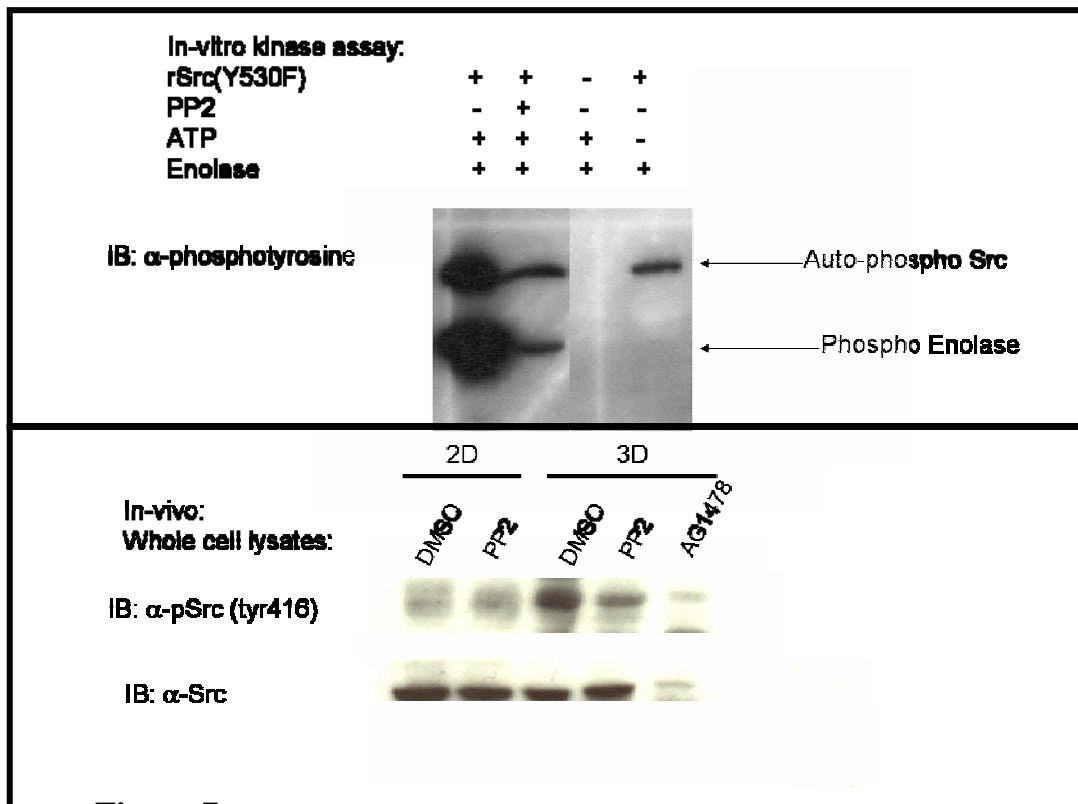 In-vitro kinase assay:
rSrc(Y530F) + + - +
PP2 - + - -
ATP + + + -
Enolase + + + +
IB: α-phosphotyrosine
Auto-phospho Src
Phospho Enolase
2D 3D
In-vivo:
Whole cell lysates:
DMSO PP2 DMSO PP2 AG1478
IB: α-pSrc (tyr416)
IB: α-Src